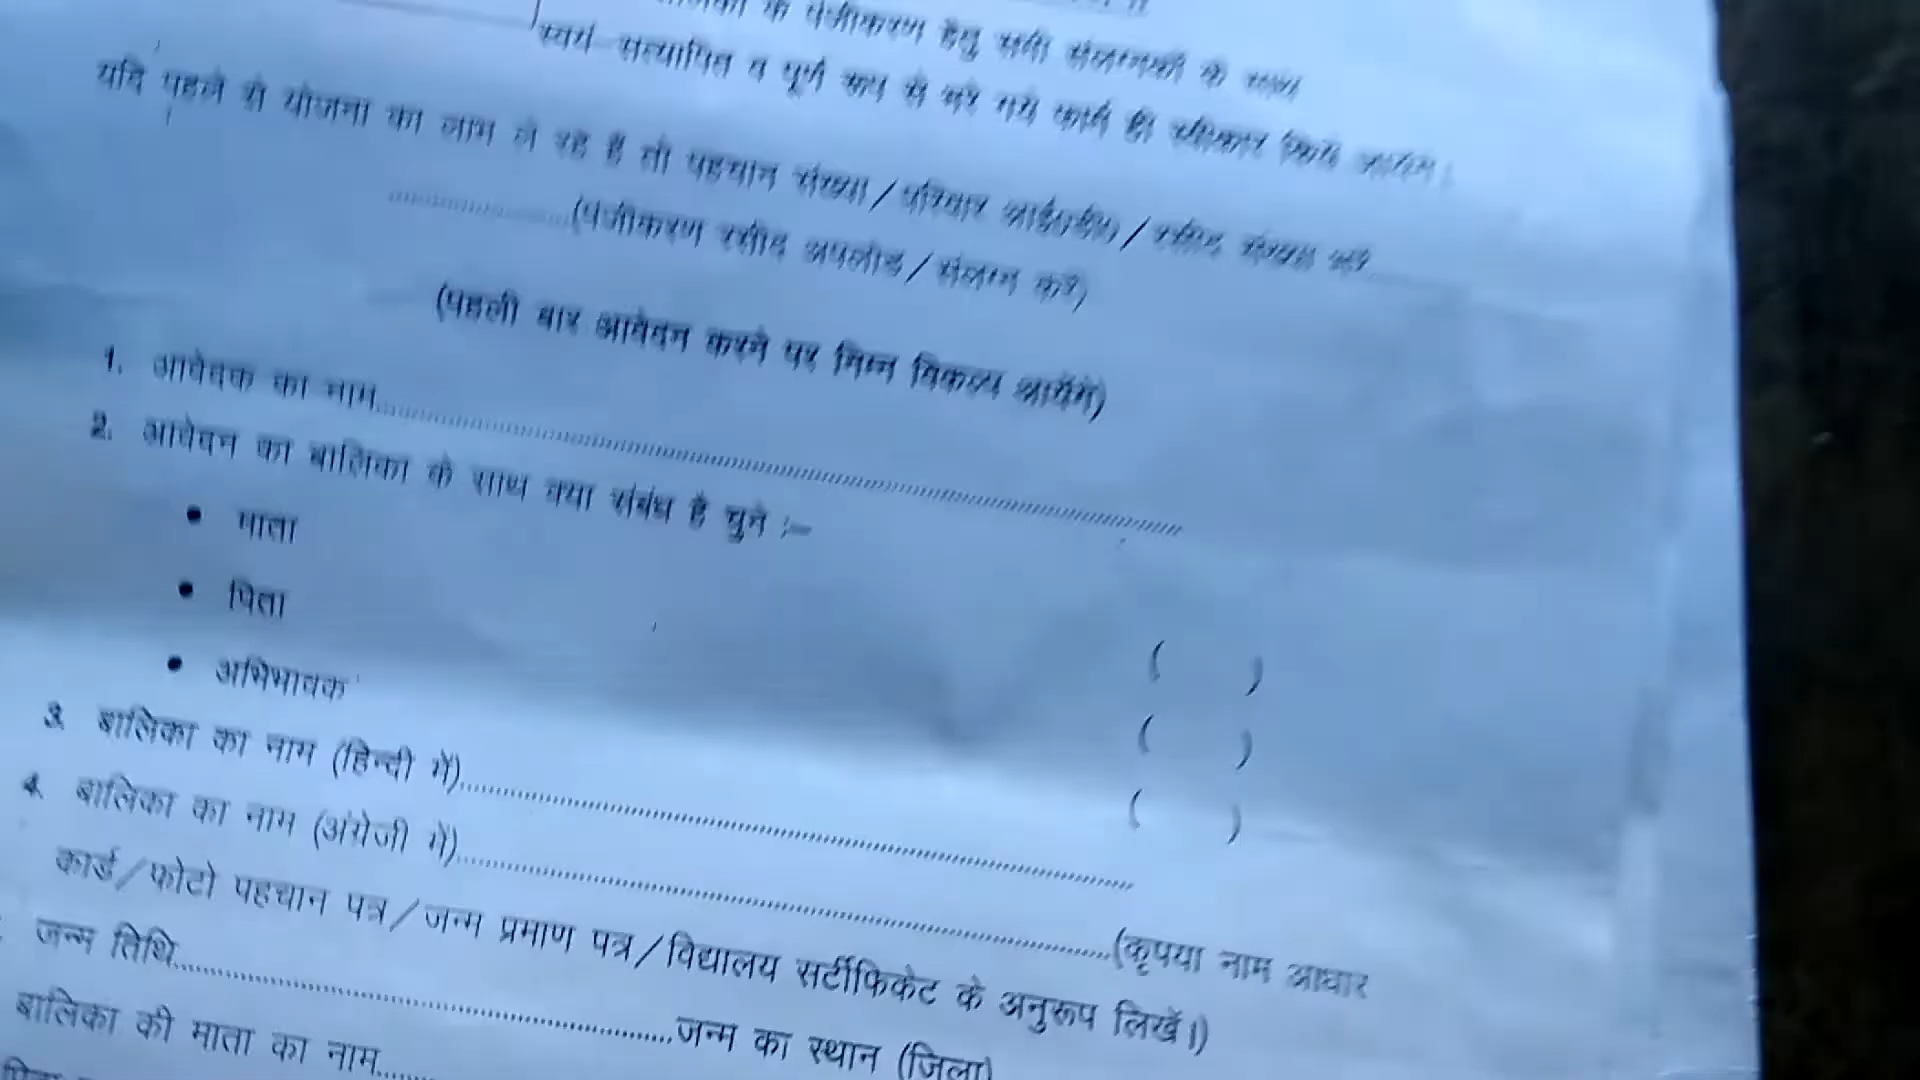 के पंजीकरण हेतु सभी संलग्नकों के साथ
स्वयं सत्यापित व पूर्ण रूप से भरे गये फार्म ही स्वीकार किये जायेंगे।
यदि पहले से योजना का लाभ ले रहे हैं तो पहचान संख्या/परिवार आई०डी०/रसीद संख्या भरें..........
....................(पंजीकरण रसीद अपलोड/संलग्न करें)
(पहली बार आवेदन करने पर निम्न विकल्प आयेंगे)
1. आवेदक का नाम..........................................................................................
2. आवेदन का बालिका के साथ क्या संबंध है चुने :-
• माता ( )
• पिता ( )
• अभिभावक ( )
3. बालिका का नाम (हिन्दी में)..........................................................................................
4. बालिका का नाम (अंग्रेजी में)..........................................................................................(कृपया नाम आधार
कार्ड/फोटो पहचान पत्र/जन्म प्रमाण पत्र/विद्यालय सर्टीफिकेट के अनुरूप लिखें।)
जन्म तिथि............................................................जन्म का स्थान (जिला)
बालिका की माता का नाम......
पिता